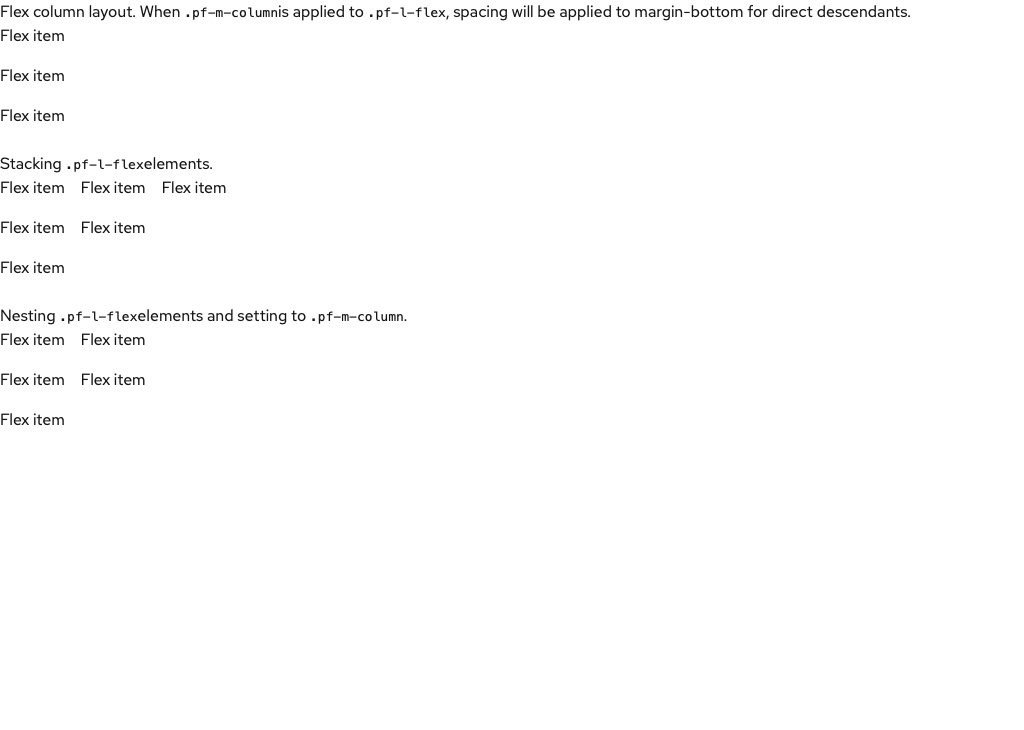 Flex column layout. When .pf-m-columnis applied to .pf-l-flex, spacing will be applied to margin-bottom for direct descendants.
Flex item
Flex item
Flex item
Stacking .pf-l-flexelements.
Flex item Flex item Flex item
Flex item Flex item
Flex item
Nesting .pf-l-flexelements and setting to .pf-m-column.
Flex item Flex item
Flex item Flex item
Flex item